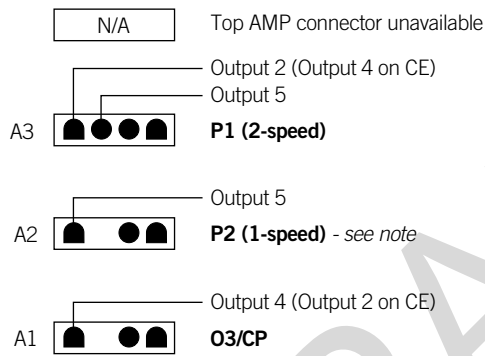 N/A Top AMP connector unavailable
Output 2 (Output 4 on CE)
Output 5
A3 P1 (2-speed)
Output 5
A2 P2 (1-speed) - see note
Output 4 (Output 2 on CE)
A1 O3/CP